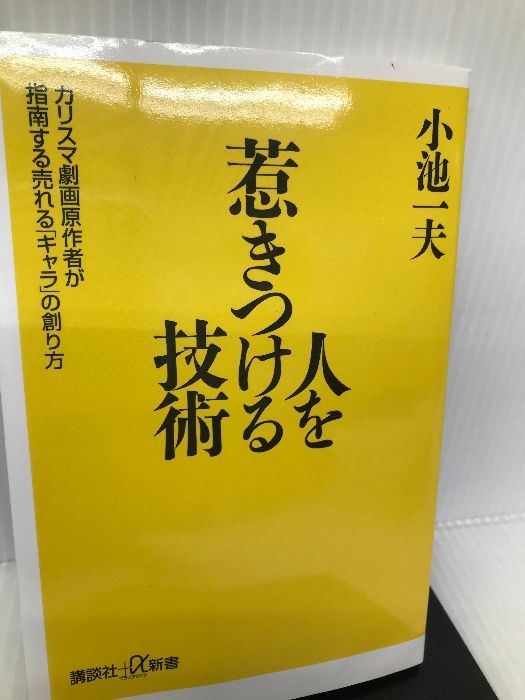 小池一夫
人を
惹きつける
技術
カリスマ劇画原作者が
指南する売れる「キャラ」の創り方
講談社+α新書